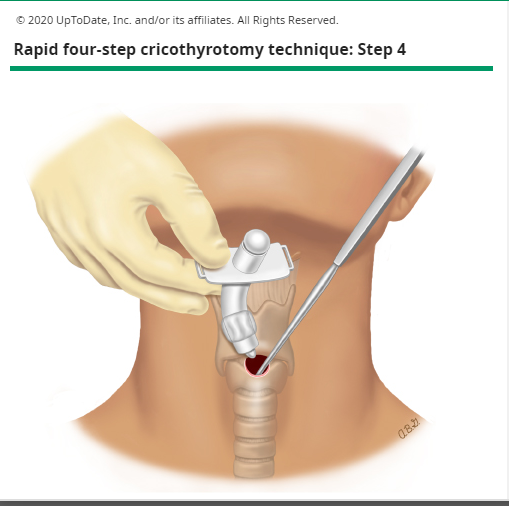 © 2020 UpToDate, Inc. and/or its affiliates. All Rights Reserved.
Rapid four-step cricothyrotomy technique: Step 4
A.B.D.